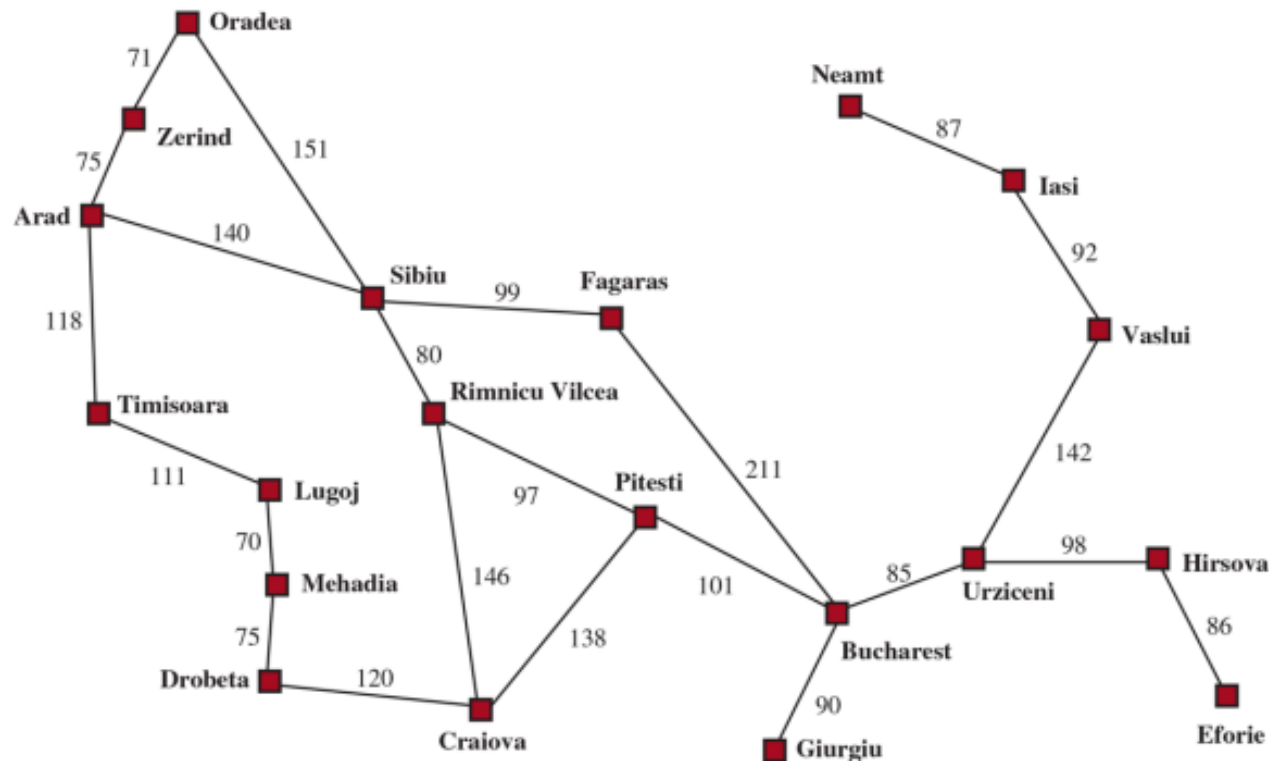 Oradea
71
Neamt
87
Zerind
151
75
Iasi
Arad
140
92
Sibiu
Fagaras
99
118
Vaslui
80
Timisoara
Rimnicu Vilcea
142
111
211
Lugoj
97
Pitesti
70
98
Hirsova
Mehadia
146
101
85
Urziceni
86
75
138
Bucharest
Drobeta
120
90
Craiova
Eforie
Giurgiu